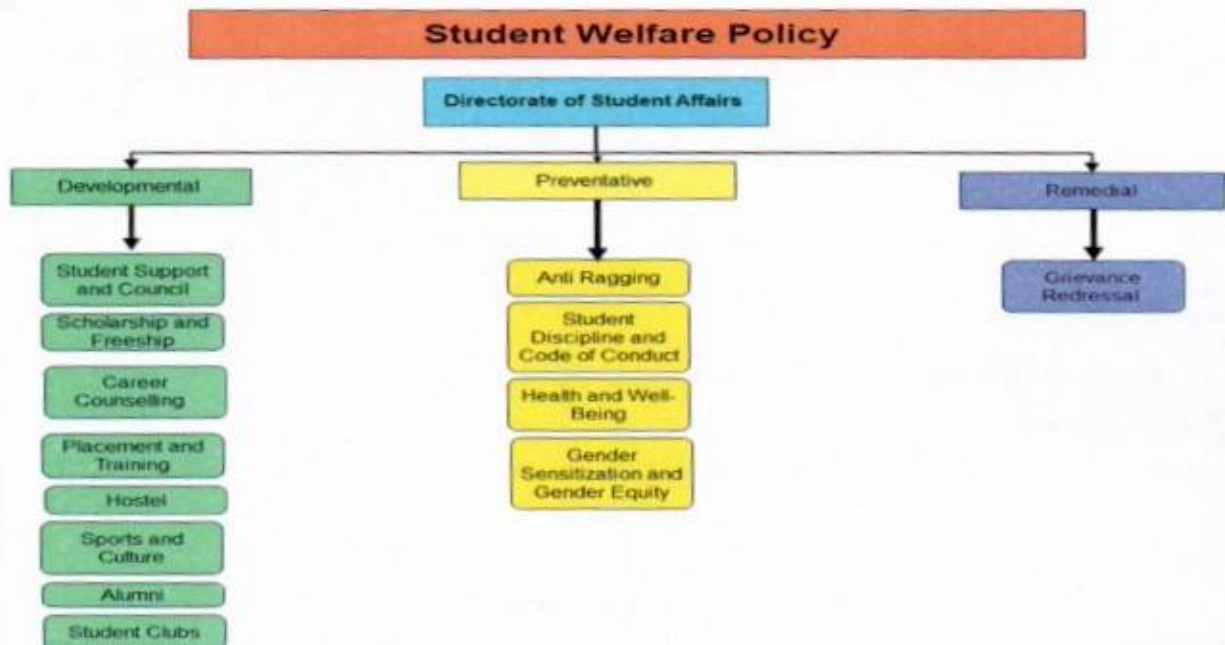 Student Welfare Policy
Directorate of Student Affairs
Developmental
Preventative
Remedial
Student Support
and Council
Scholarship and
Freeship
Career
Counselling
Placement and
Training
Hostel
Sports and
Culture
Alumni
Student Clubs
Anti Ragging
Student
Discipline and
Code of Conduct
Health and Well-
Being
Gender
Sensitization and
Gender Equity
Grievance
Redressal